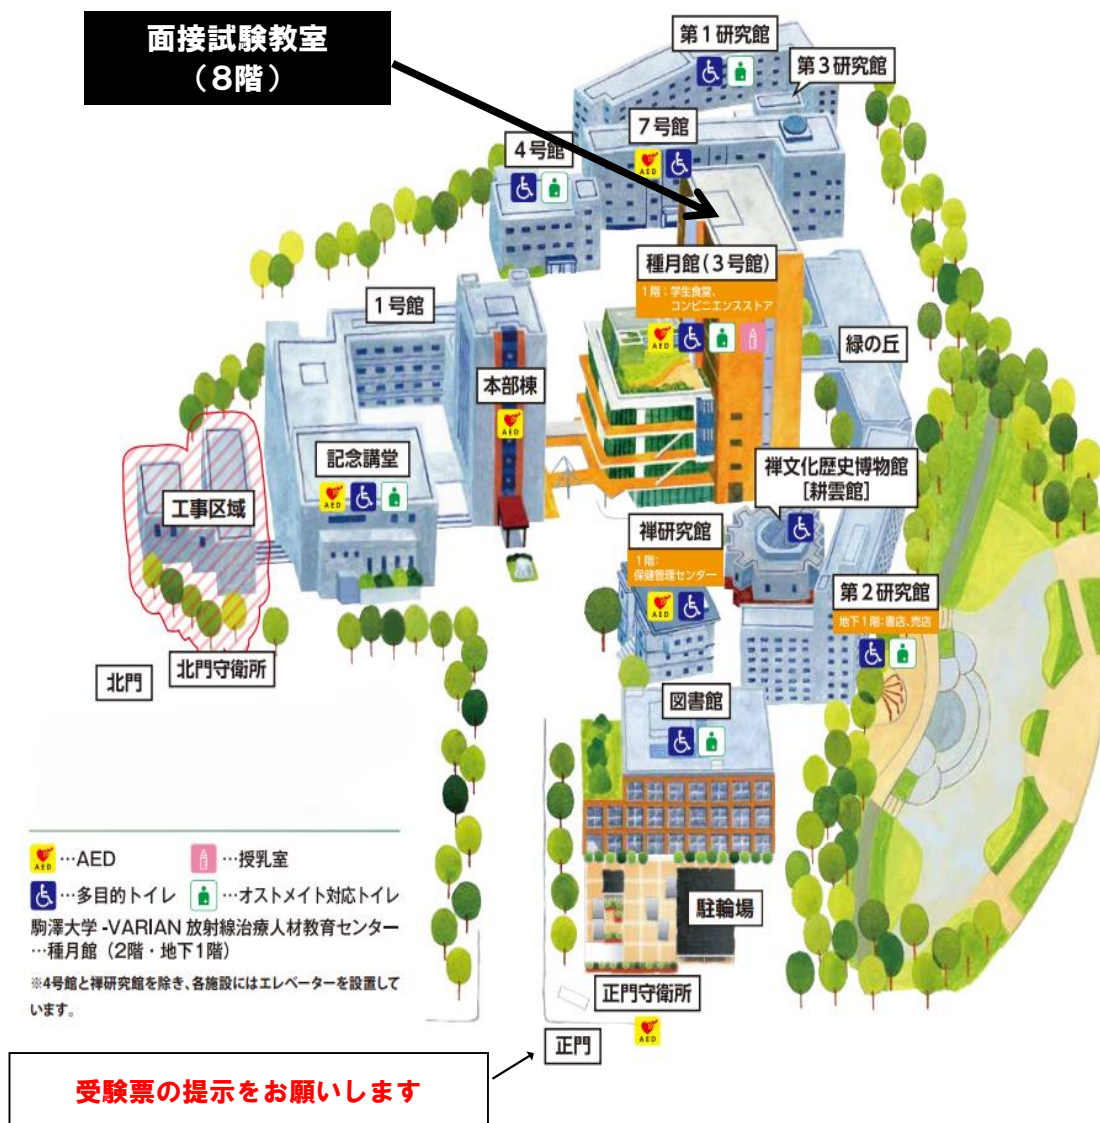 面接試験教室
（8階）
第1研究館
第3研究館
7号館
AED
4号館
種月館(3号館)
1階：学生食堂、
コンビニエンスストア
AED
1号館
緑の丘
本部棟
AED
記念講堂
AED
禅文化歴史博物館
[耕雲館]
工事区域
禅研究館
1階：
保健管理センター
AED
第2研究館
地下1階：書店、売店
北門守衛所
北門
図書館
AED…AED
…授乳室
…多目的トイレ
…オストメイト対応トイレ
駒澤大学-VARIAN 放射線治療人材教育センター
…種月館（2階・地下1階）
※4号館と禅研究館を除き、各施設にはエレベーターを設置して
います。
駐輪場
正門守衛所
AED
正門
受験票の提示をお願いします